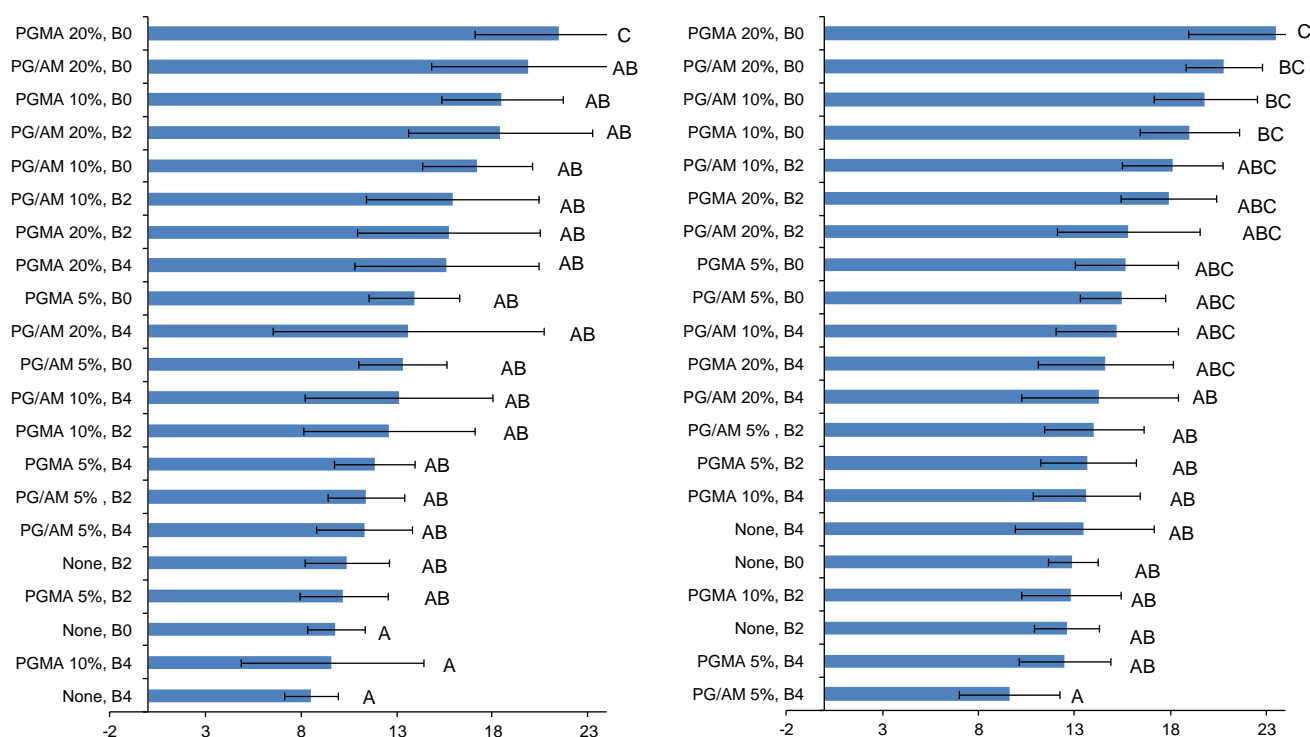 PGMA 20%, B0 C
PG/AM 20%, B0 AB
PGMA 10%, B0 AB
PG/AM 20%, B2 AB
PG/AM 10%, B0 AB
PG/AM 10%, B2 AB
PGMA 20%, B2 AB
PGMA 20%, B4 AB
PGMA 5%, B0 AB
PG/AM 20%, B4 AB
PG/AM 5%, B0 AB
PG/AM 10%, B4 AB
PGMA 10%, B2 AB
PGMA 5%, B4 AB
PG/AM 5% , B2 AB
PG/AM 5%, B4 AB
None, B2 AB
PGMA 5%, B2 AB
None, B0 A
PGMA 10%, B4 A
None, B4 A
-2 3 8 13 18 23
PGMA 20%, B0 C
PG/AM 20%, B0 BC
PG/AM 10%, B0 BC
PGMA 10%, B0 BC
PG/AM 10%, B2 ABC
PGMA 20%, B2 ABC
PG/AM 20%, B2 ABC
PGMA 5%, B0 ABC
PG/AM 5%, B0 ABC
PG/AM 10%, B4 ABC
PGMA 20%, B4 ABC
PG/AM 20%, B4 AB
PG/AM 5% , B2 AB
PGMA 5%, B2 AB
PGMA 10%, B4 AB
None, B4 AB
None, B0 AB
PGMA 10%, B2 AB
None, B2 AB
PGMA 5%, B4 AB
PG/AM 5%, B4 A
-2 3 8 13 18 23